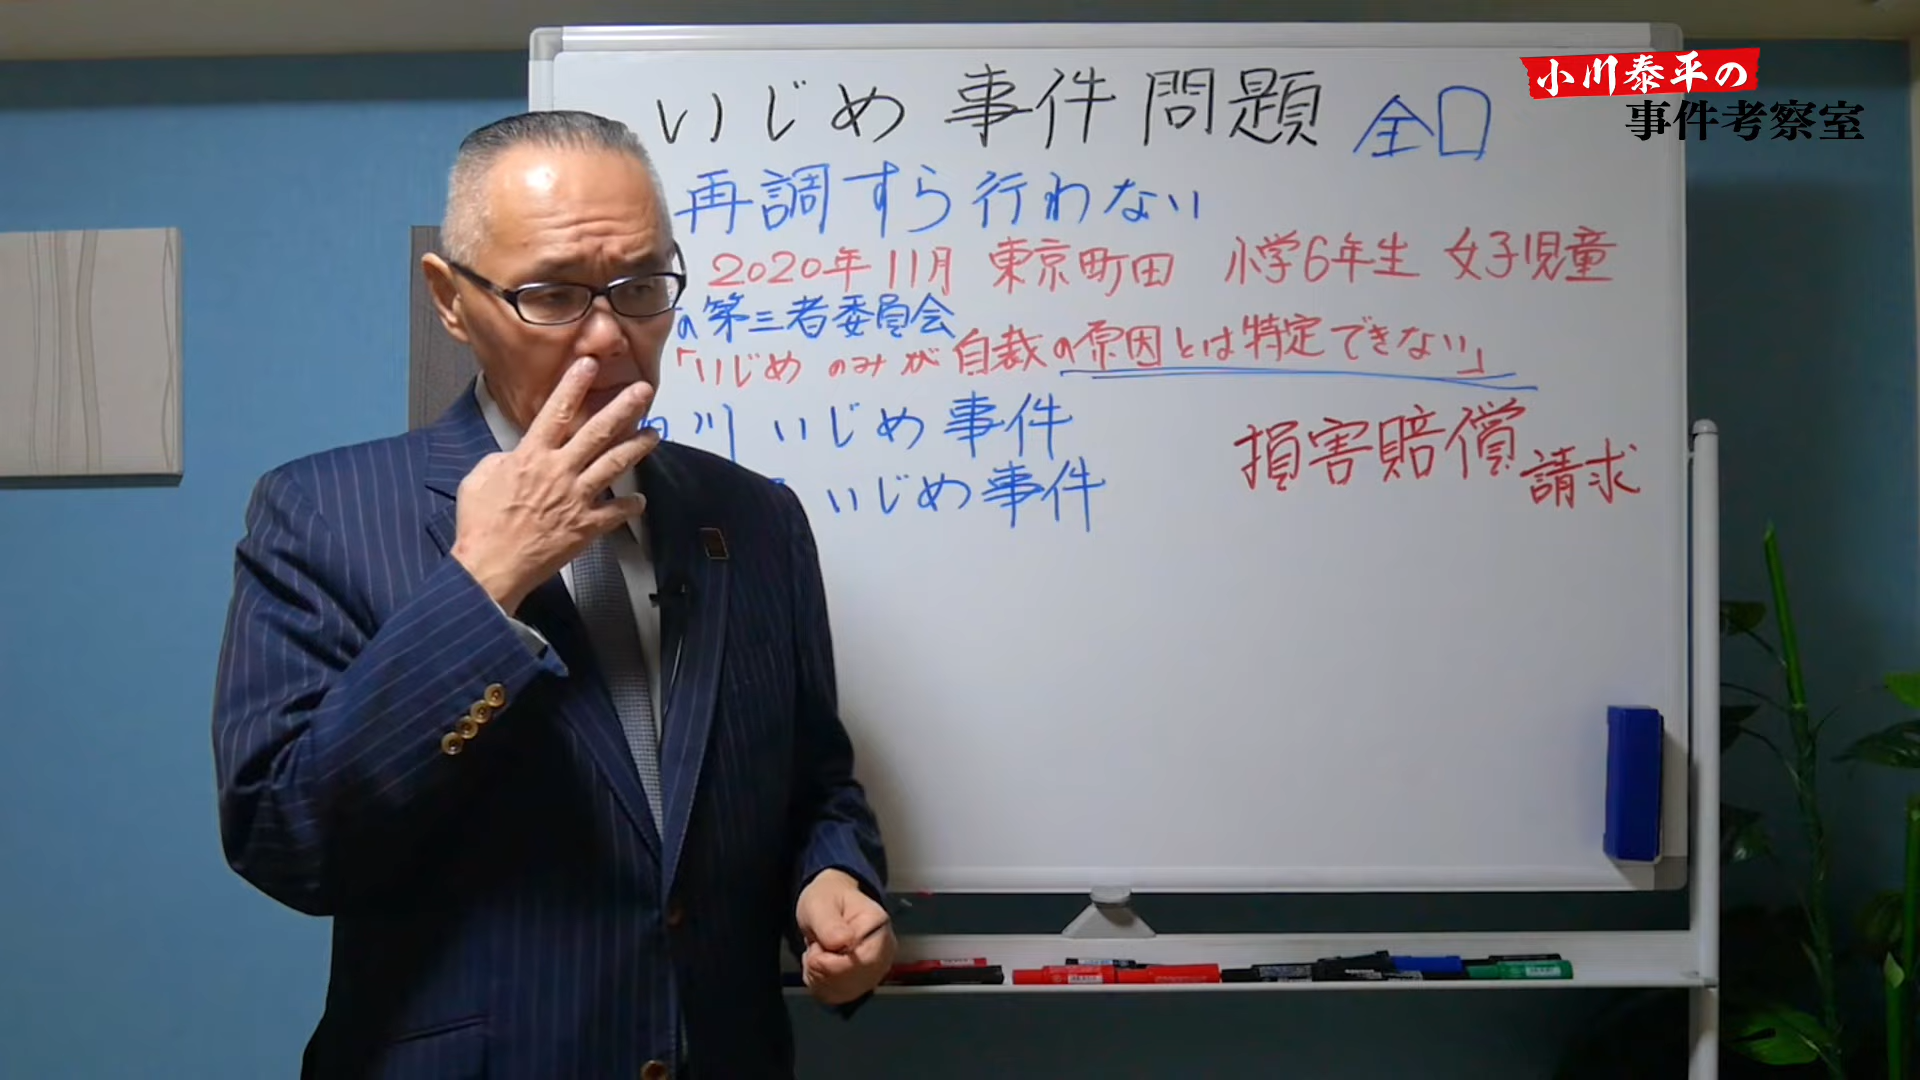 小川泰平の
事件考察室
いじめ事件問題 全口
再調すら行わない
2020年11月 東京町田 小学6年生 女子児童
の第三者委員会
「いじめのみが自裁の原因とは特定できない」
川いじめ事件
いじめ事件
損害賠償請求